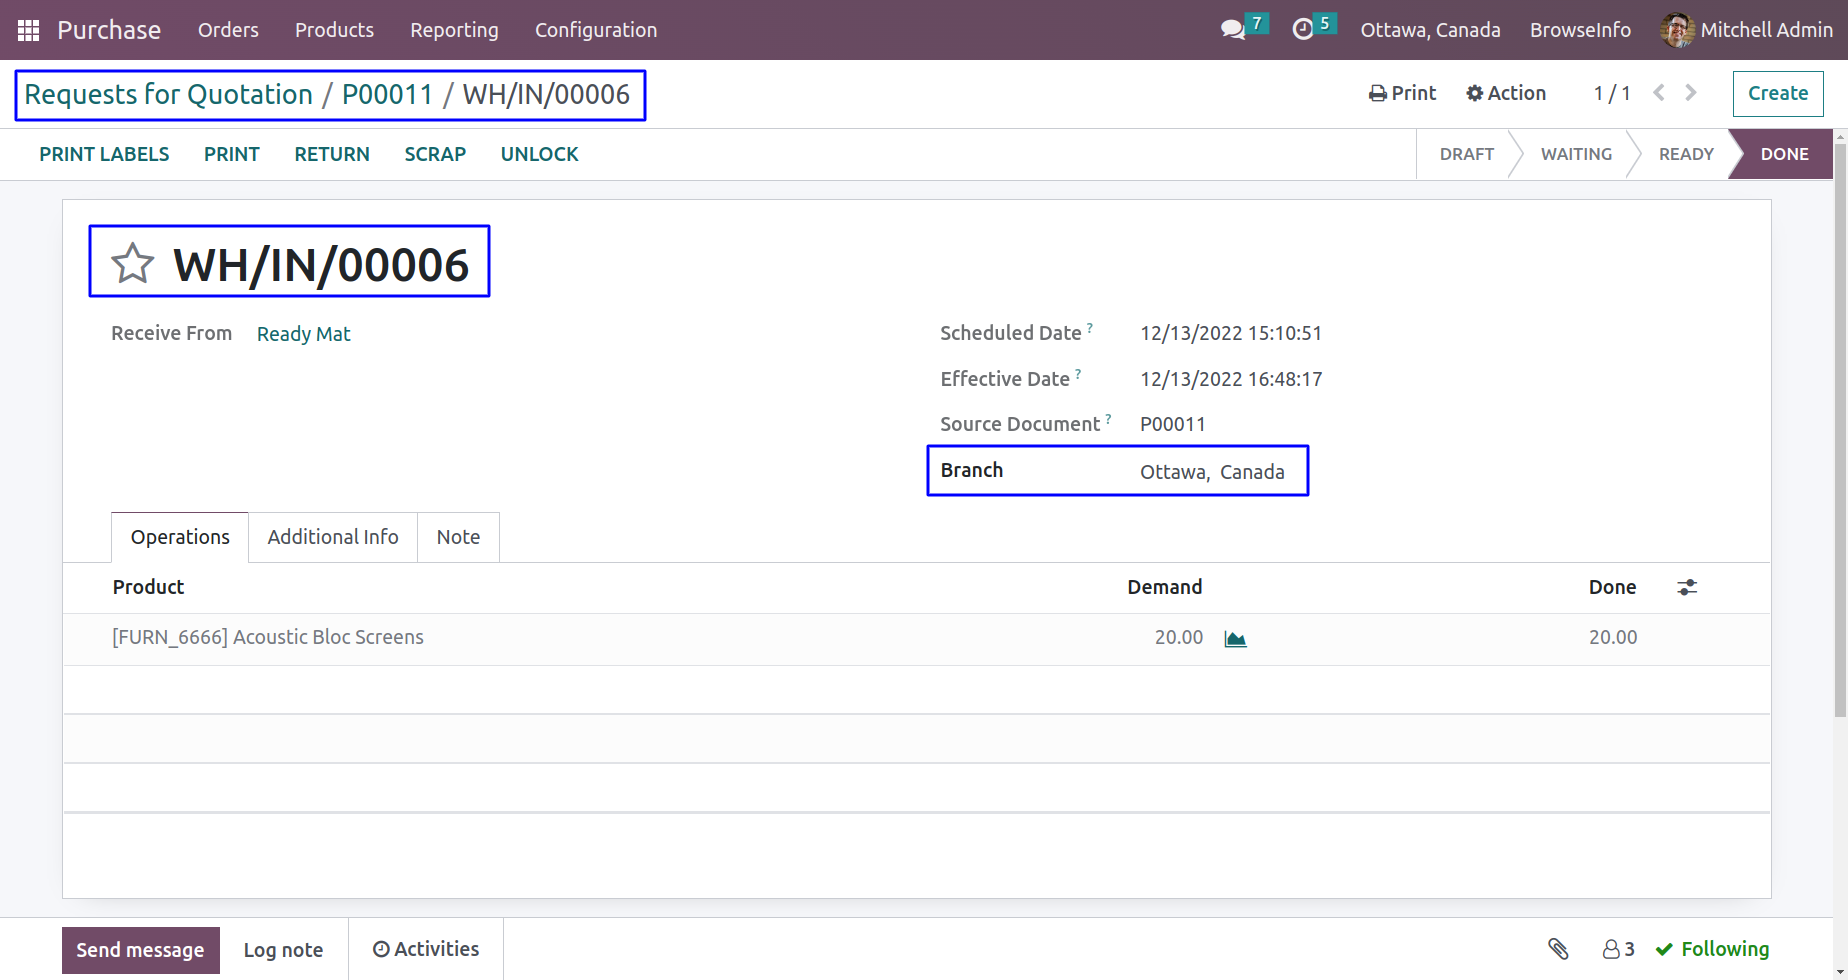 Purchase Orders Products Reporting Configuration 7 5 Ottawa, Canada BrowseInfo Mitchell Admin
Requests for Quotation / P00011 / WH/IN/00006 Print Action 1 / 1 Create
PRINT LABELS PRINT RETURN SCRAP UNLOCK DRAFT WAITING READY DONE
WH/IN/00006
Receive From Ready Mat Scheduled Date ? 12/13/2022 15:10:51
Effective Date ? 12/13/2022 16:48:17
Source Document ? P00011
Branch Ottawa, Canada
Operations Additional Info Note
Product Demand Done
[FURN_6666] Acoustic Bloc Screens 20.00 20.00
Send message Log note Activities 3 Following